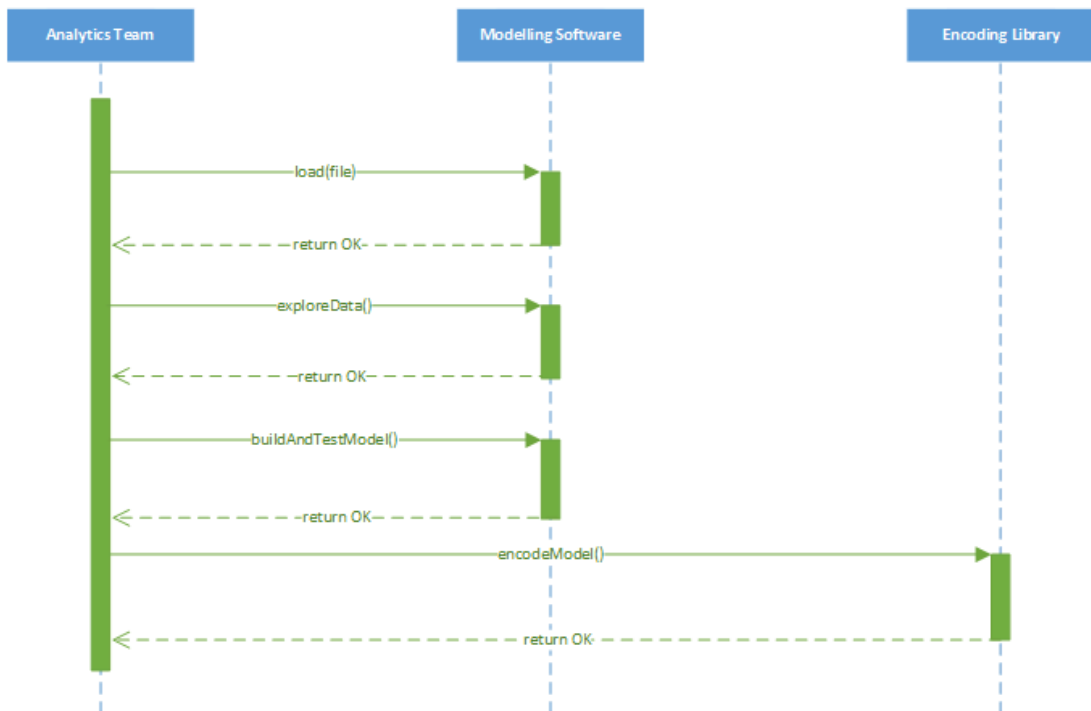 Analytics Team
Modelling Software
Encoding Library
load(file)
return OK
exploreData()
return OK
buildAndTestModel()
return OK
encodeModel()
return OK